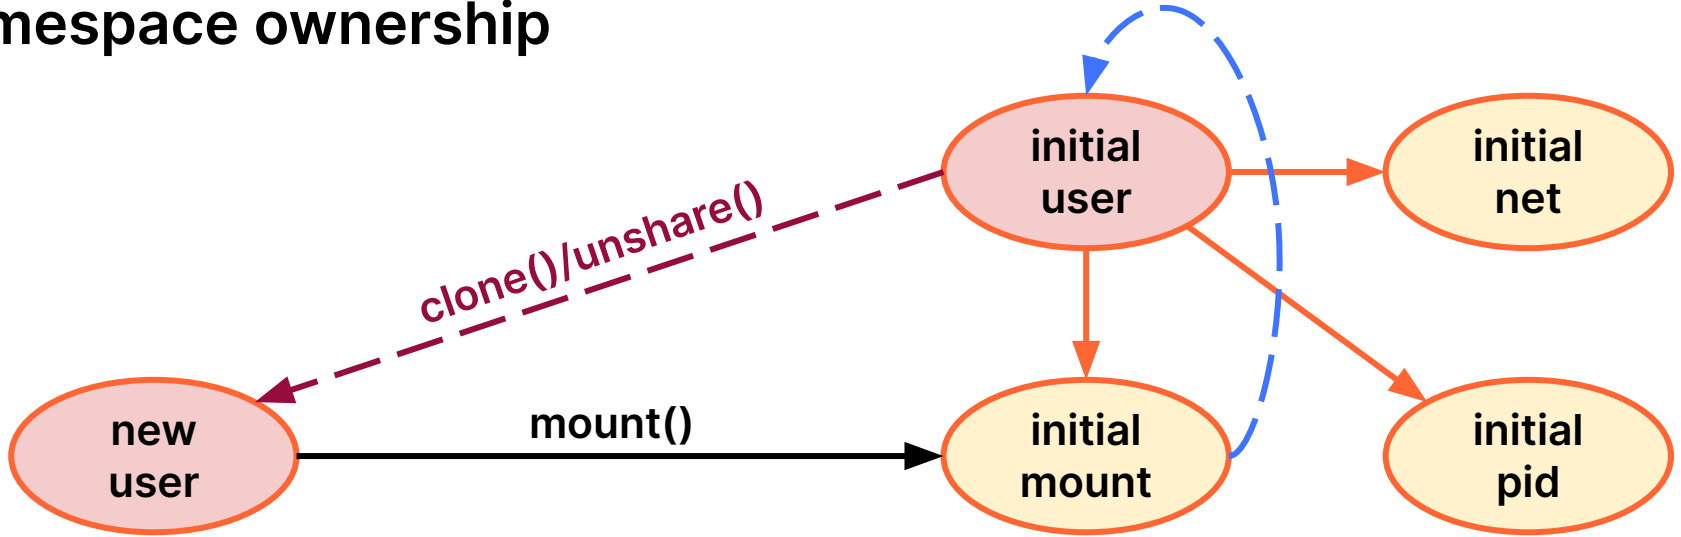 mespace ownership
initial
user
initial
net
clone()/unshare()
new
user
mount()
initial
mount
initial
pid